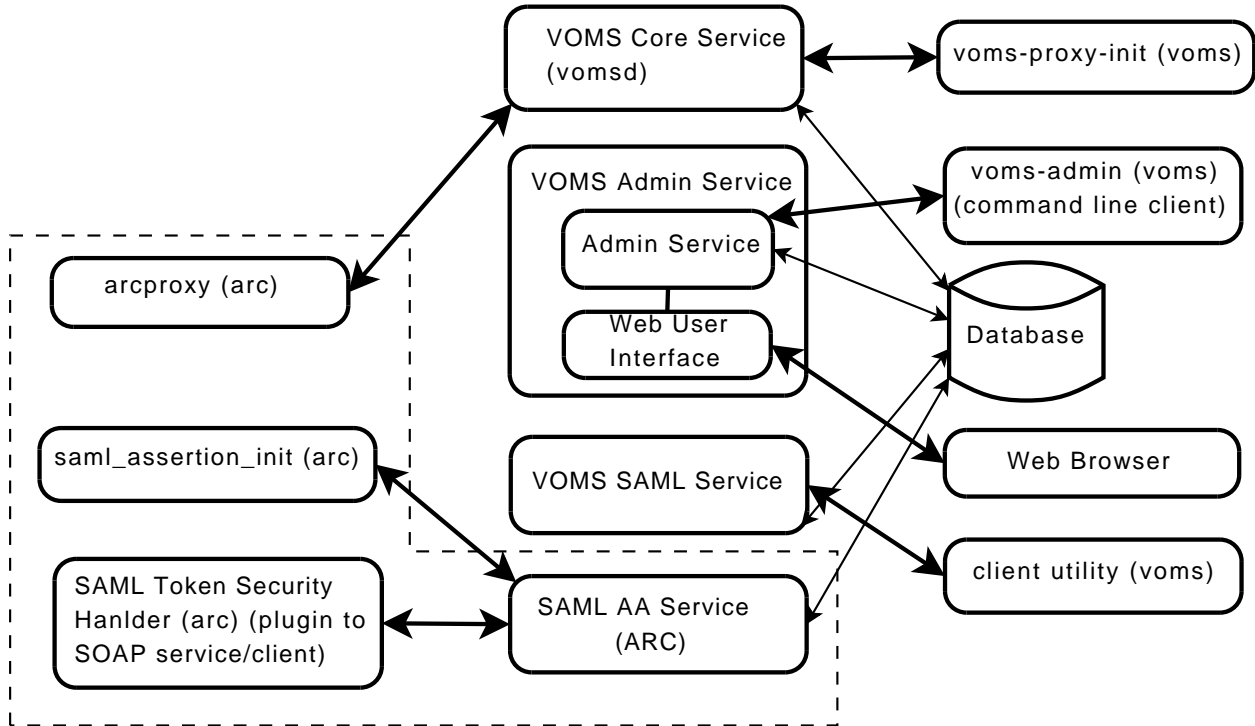 VOMS Core Service
(vomsd)
voms-proxy-init (voms)
VOMS Admin Service
voms-admin (voms)
(command line client)
Admin Service
arcproxy (arc)
Web User
Interface
Database
saml_assertion_init (arc)
VOMS SAML Service
Web Browser
SAML Token Security
Hanlder (arc) (plugin to
SOAP service/client)
SAML AA Service
(ARC)
client utility (voms)